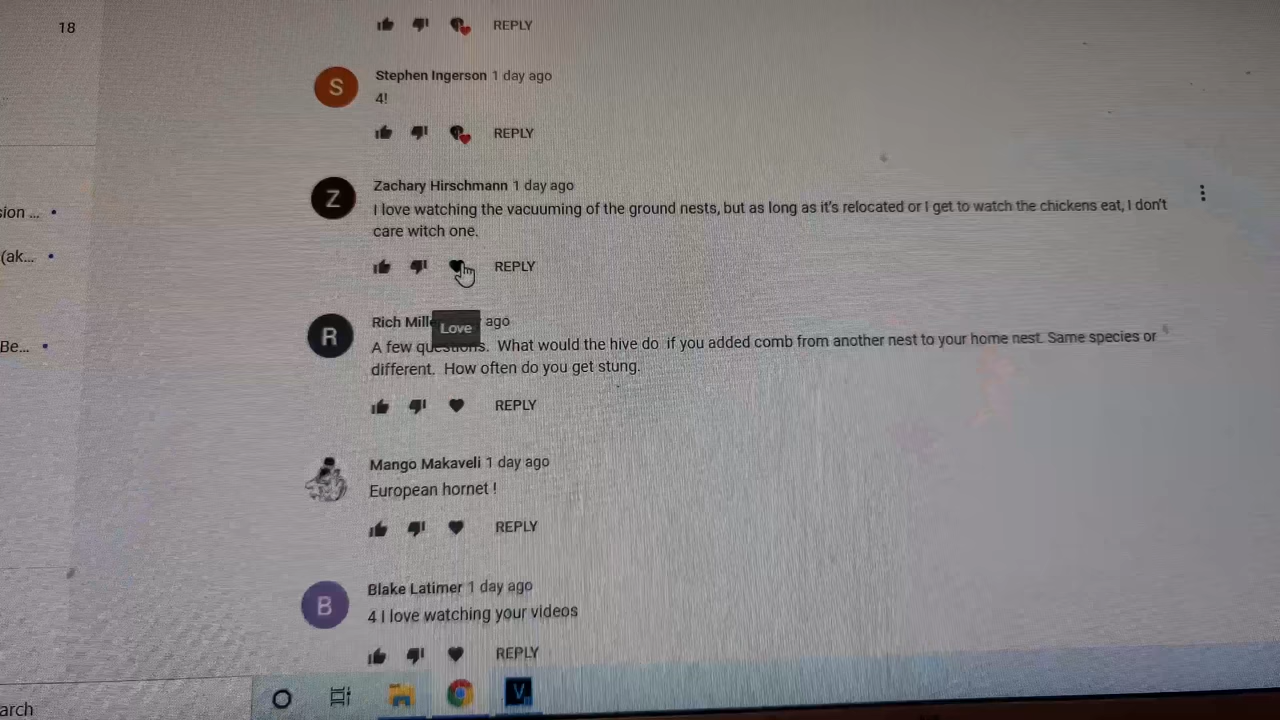 18
REPLY
Stephen Ingerson 1 day ago
S
4!
REPLY
Zachary Hirschmann 1 day ago
Z
I love watching the vacuuming of the ground nests, but as long as it's relocated or I get to watch the chickens eat, I don't
sion ...
care witch one.
(ak...
REPLY
Rich Mille ago
Love
R
A few questions. What would the hive do if you added comb from another nest to your home nest. Same species or
Be...
different. How often do you get stung.
REPLY
Mango Makaveli 1 day ago
European hornet !
REPLY
Blake Latimer 1 day ago
B
4 I love watching your videos
REPLY
V
arch